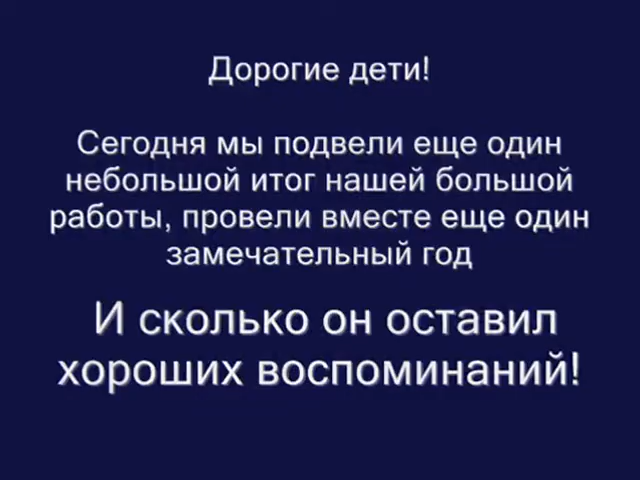 Дорогие дети!
Сегодня мы подвели еще один
небольшой итог нашей большой
работы, провели вместе еще один
замечательный год
И сколько он оставил
хороших воспоминаний!